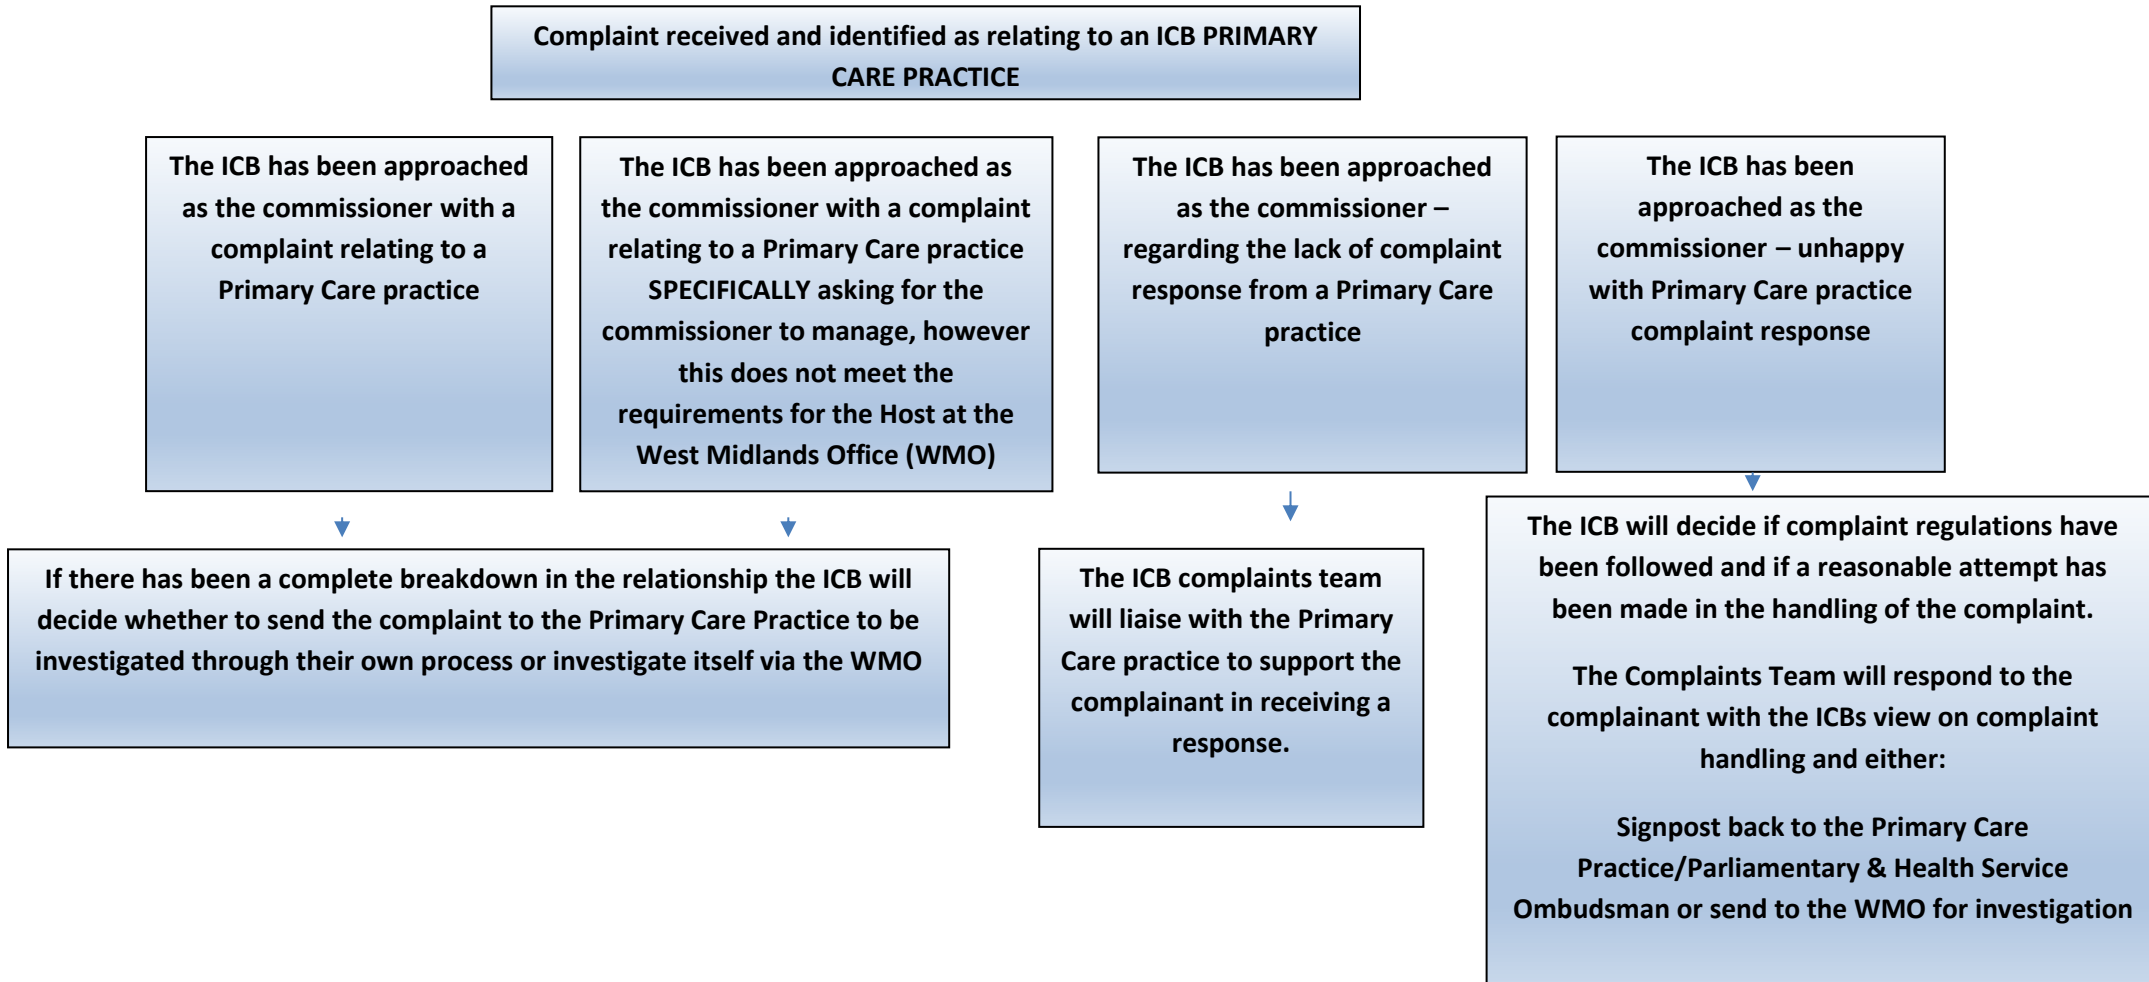 Complaint received and identified as relating to an ICB PRIMARY
CARE PRACTICE
The ICB has been approached
as the commissioner with a
complaint relating to a
Primary Care practice
The ICB has been approached as
the commissioner with a complaint
relating to a Primary Care practice
SPECIFICALLY asking for the
commissioner to manage, however
this does not meet the
requirements for the Host at the
West Midlands Office (WMO)
The ICB has been approached
as the commissioner –
regarding the lack of complaint
response from a Primary Care
practice
The ICB has been
approached as the
commissioner – unhappy
with Primary Care practice
complaint response
If there has been a complete breakdown in the relationship the ICB will
decide whether to send the complaint to the Primary Care Practice to be
investigated through their own process or investigate itself via the WMO
The ICB complaints team
will liaise with the Primary
Care practice to support the
complainant in receiving a
response.
The ICB will decide if complaint regulations have
been followed and if a reasonable attempt has
been made in the handling of the complaint.
The Complaints Team will respond to the
complainant with the ICBs view on complaint
handling and either:
Signpost back to the Primary Care
Practice/Parliamentary & Health Service
Ombudsman or send to the WMO for investigation